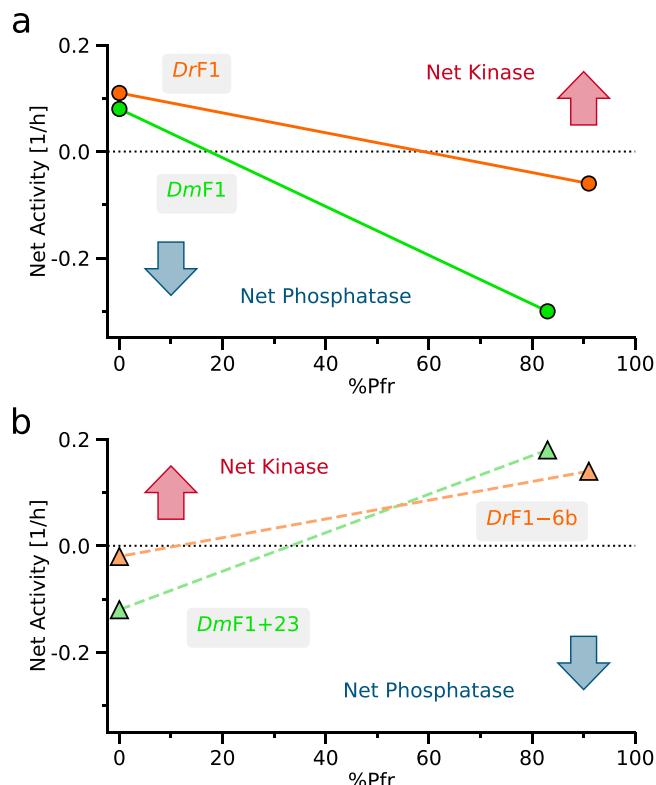 a
0.2
DrF1
Net Kinase
0.0
DmF1
-0.2
Net Phosphatase
Net Activity [1/h]
0 20 40 60 80 100
%Pfr
b
0.2
Net Kinase
DrF1−6b
0.0
DmF1+23
-0.2
Net Phosphatase
Net Activity [1/h]
0 20 40 60 80 100
%Pfr